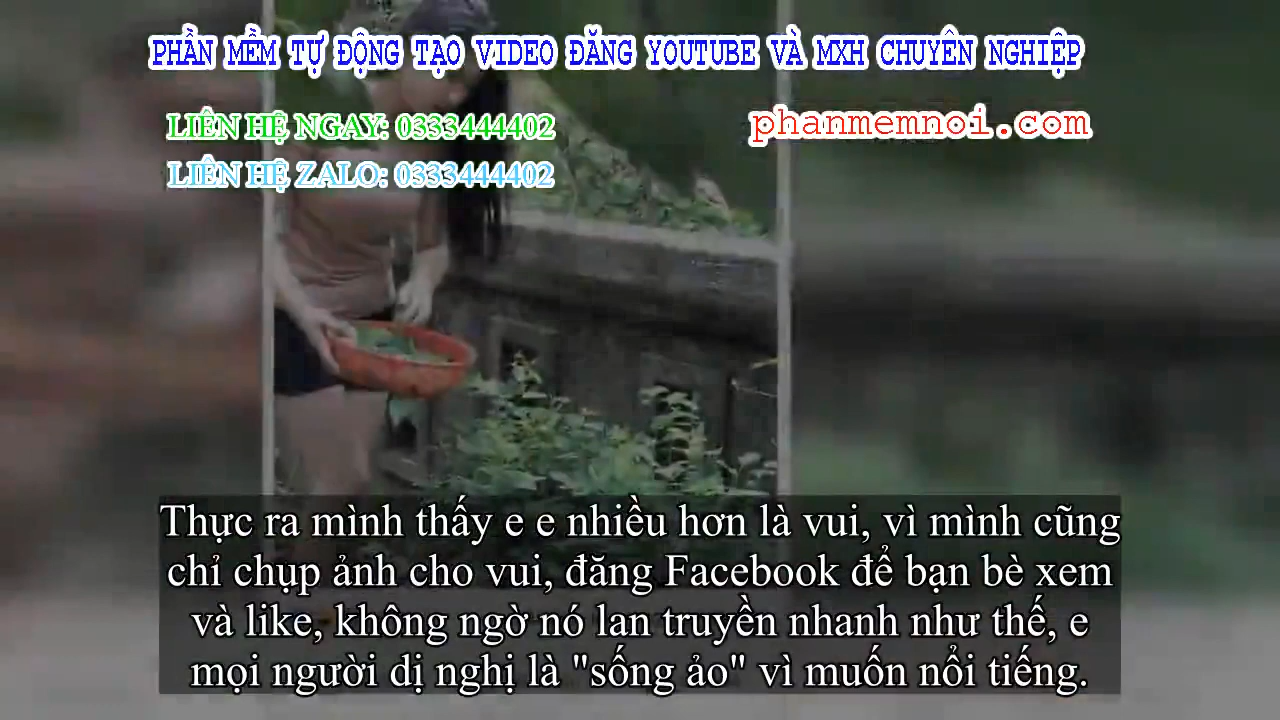 PHẦN MỀM TỰ ĐỘNG TẠO VIDEO ĐĂNG YOUTUBE VÀ MXH CHUYÊN NGHIỆP
LIÊN HỆ NGAY: 0333444402
phanmemnoi.com
LIÊN HỆ ZALO: 0333444402
Thực ra mình thấy e e nhiều hơn là vui, vì mình cũng
chỉ chụp ảnh cho vui, đăng Facebook để bạn bè xem
và like, không ngờ nó lan truyền nhanh như thế, e
mọi người dị nghị là "sống ảo" vì muốn nổi tiếng.